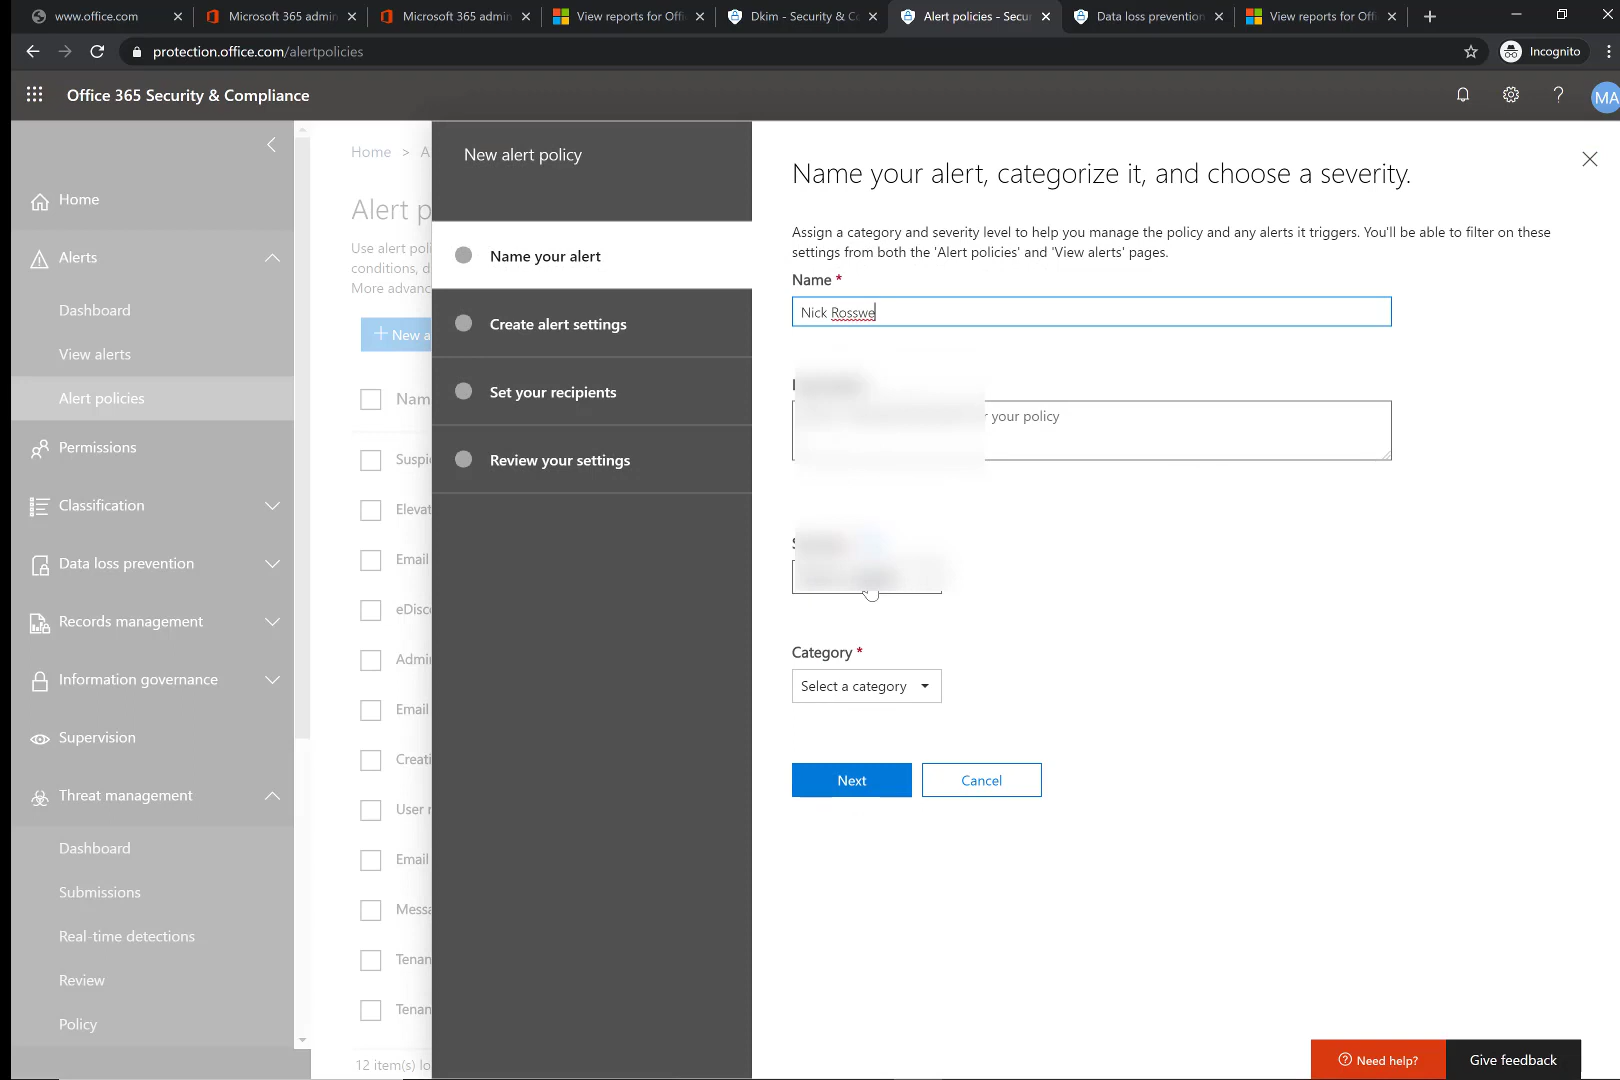 www.office.com
Microsoft 365 admin
Microsoft 365 admin
View reports for Offi
Dkim - Security & Co
Alert policies - Secur
Data loss prevention
View reports for Offi
protection.office.com/alertpolicies
Incognito
Office 365 Security & Compliance
MA
Home
Alerts
Dashboard
View alerts
Alert policies
Permissions
Classification
Data loss prevention
Records management
Information governance
Supervision
Threat management
Dashboard
Submissions
Real-time detections
Review
Policy
Home > A
Alert p
Use alert poli
conditions, d
More advanc
+ New a
Nam
Suspi
Elevat
Email
eDisc
Admin
Email
Creati
User r
Email
Messa
Tenan
Tenan
12 item(s) lo
New alert policy
Name your alert
Create alert settings
Set your recipients
Review your settings
Name your alert, categorize it, and choose a severity.
Assign a category and severity level to help you manage the policy and any alerts it triggers. You'll be able to filter on these
settings from both the 'Alert policies' and 'View alerts' pages.
Name *
Nick Rosswe
your policy
Category *
Select a category
Next
Cancel
Need help?
Give feedback